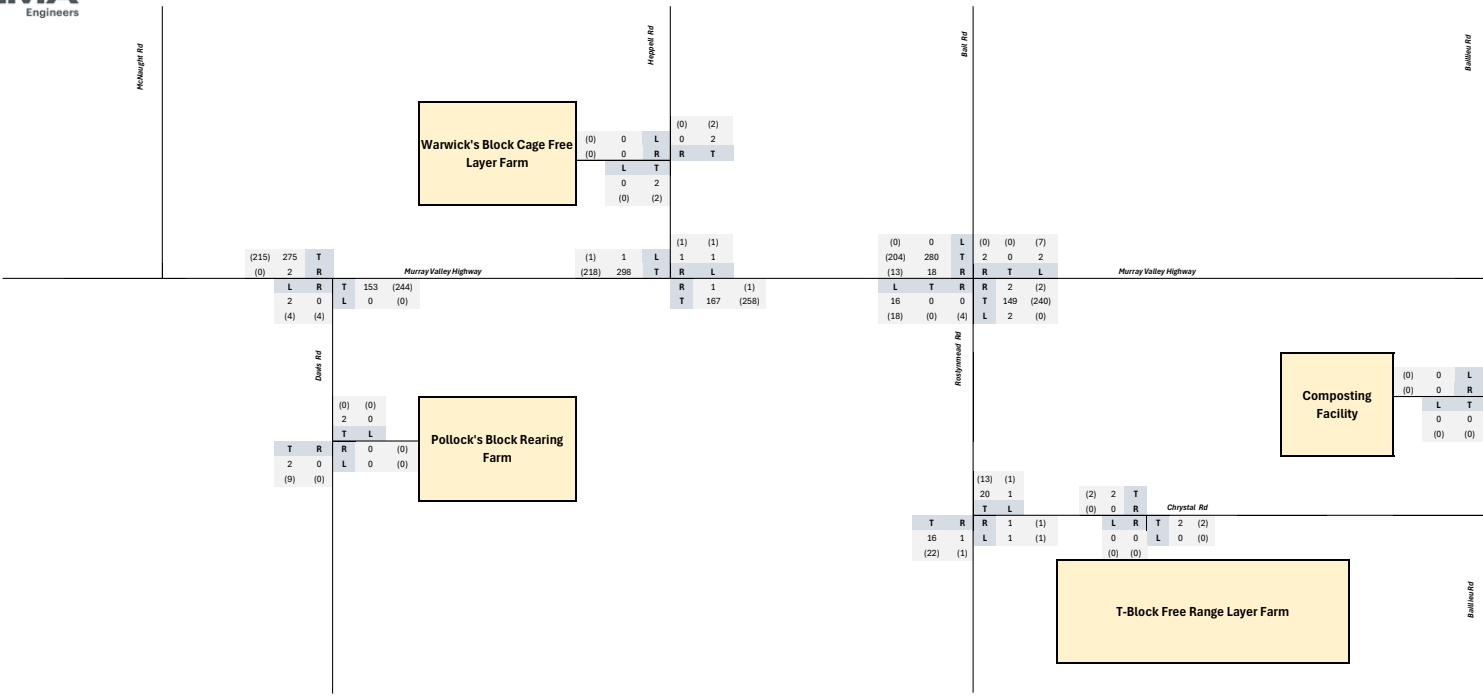 Engineers
McNaught Rd
Heppell Rd
Bail Rd
Baillieu Rd
Warwick's Block Cage Free
Layer Farm
(0) 0 L
(0) 0 R
(0) (2)
0 2
R T
L T
0 2
(0) (2)
(215) 275 T
(0) 2 R
L R
2 0
(4) (4)
T 153 (244)
L 0 (0)
Murray Valley Highway
(1) 1 L
(218) 298 T
(1) (1)
1 1
R L
R 1 (1)
T 167 (258)
(0) 0 L
(204) 280 T
(13) 18 R
(0) (0) (7)
2 0 2
R T L
L T R
16 0 0
(18) (0) (4)
R 2 (2)
T 149 (240)
L 2 (0)
Murray Valley Highway
Davis Rd
Roslynmead Rd
(0) (0)
2 0
T L
T R
2 0
(9) (0)
R 0 (0)
L 0 (0)
Pollock's Block Rearing
Farm
Composting
Facility
(0) 0 L
(0) 0 R
L T
0 0
(0) (0)
(13) (1)
20 1
T L
T R
16 1
(22) (1)
R 1 (1)
L 1 (1)
(2) 2 T
(0) 0 R
L R
0 0
(0) (0)
T 2 (2)
L 0 (0)
Chrystal Rd
T-Block Free Range Layer Farm
Baillieu Rd